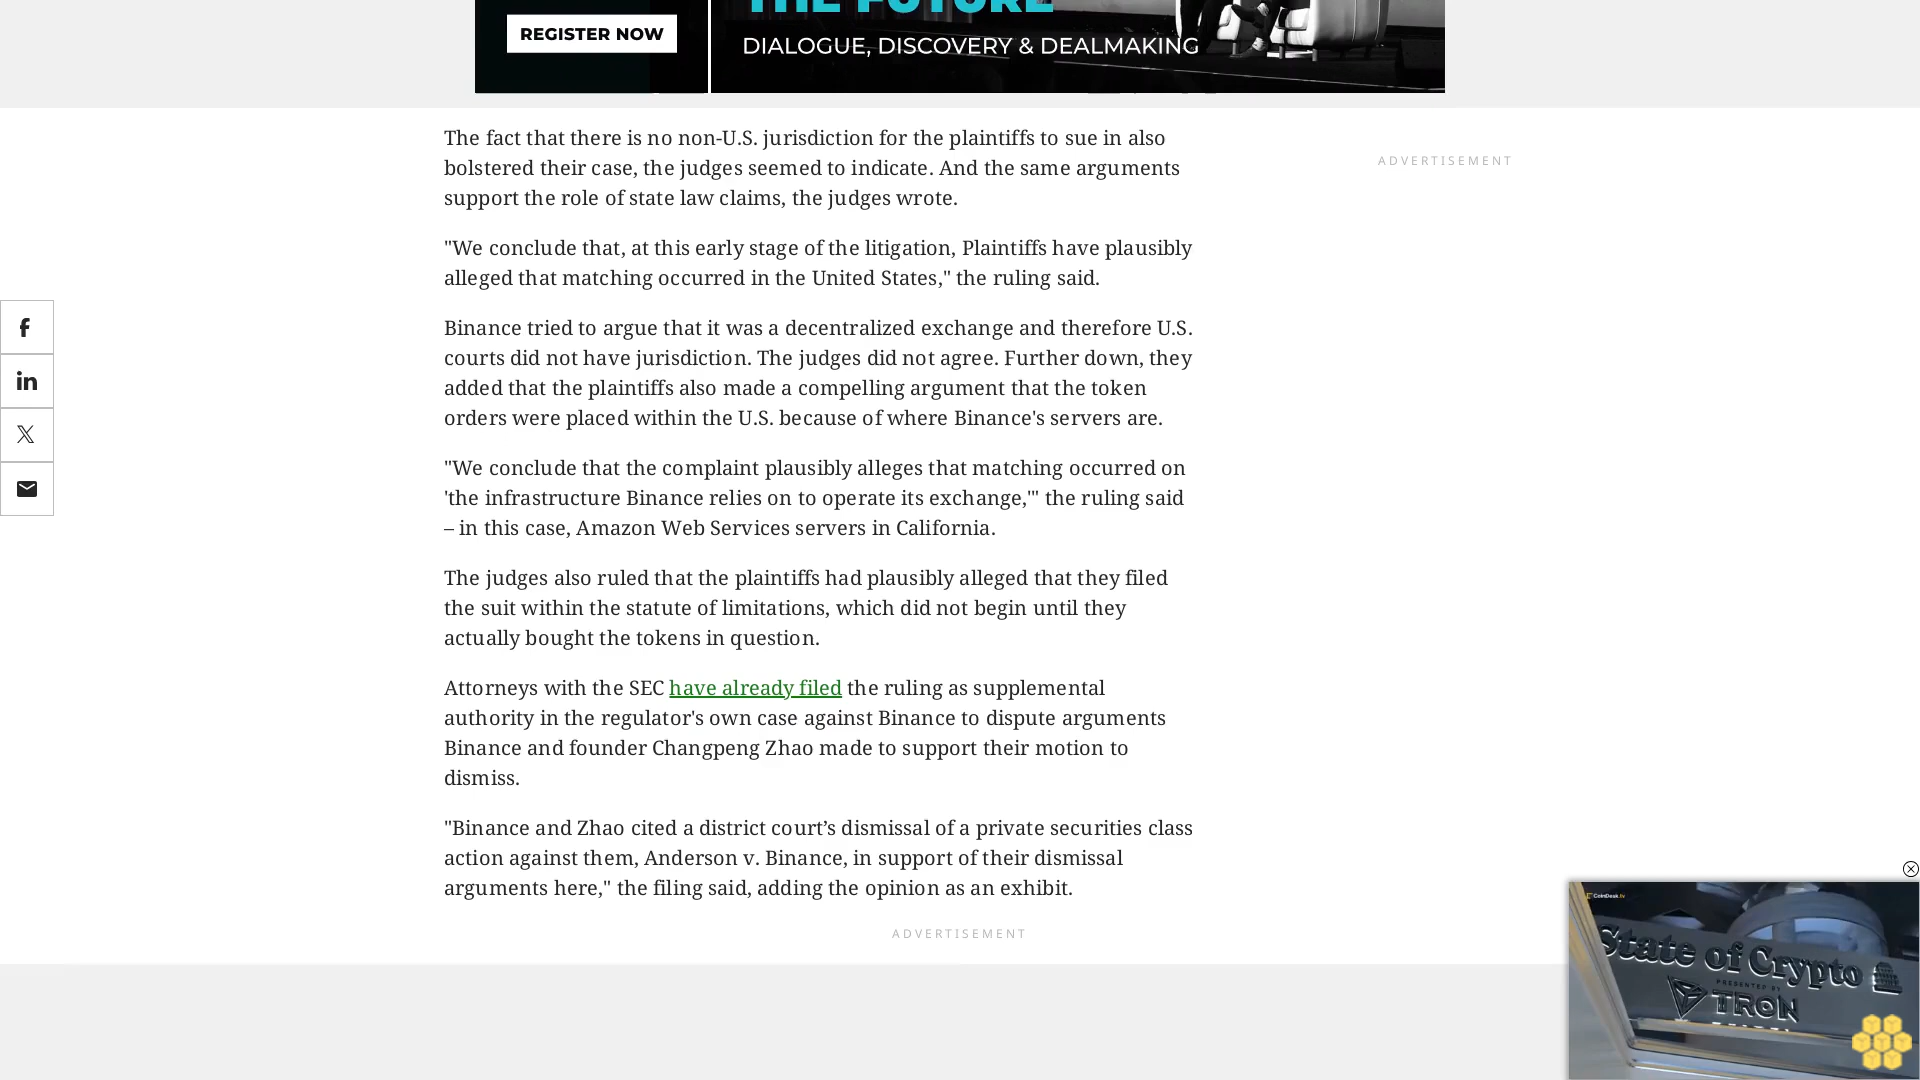 THE FUTURE
REGISTER NOW
DIALOGUE, DISCOVERY & DEALMAKING
The fact that there is no non-U.S. jurisdiction for the plaintiffs to sue in also
bolstered their case, the judges seemed to indicate. And the same arguments
support the role of state law claims, the judges wrote.
ADVERTISEMENT
"We conclude that, at this early stage of the litigation, Plaintiffs have plausibly
alleged that matching occurred in the United States," the ruling said.
Binance tried to argue that it was a decentralized exchange and therefore U.S.
courts did not have jurisdiction. The judges did not agree. Further down, they
added that the plaintiffs also made a compelling argument that the token
orders were placed within the U.S. because of where Binance's servers are.
"We conclude that the complaint plausibly alleges that matching occurred on
'the infrastructure Binance relies on to operate its exchange,'" the ruling said
– in this case, Amazon Web Services servers in California.
The judges also ruled that the plaintiffs had plausibly alleged that they filed
the suit within the statute of limitations, which did not begin until they
actually bought the tokens in question.
Attorneys with the SEC have already filed the ruling as supplemental
authority in the regulator's own case against Binance to dispute arguments
Binance and founder Changpeng Zhao made to support their motion to
dismiss.
"Binance and Zhao cited a district court’s dismissal of a private securities class
action against them, Anderson v. Binance, in support of their dismissal
arguments here," the filing said, adding the opinion as an exhibit.
ADVERTISEMENT
CoinDesk.tv
State of Crypto
PRESENTED BY
TRON